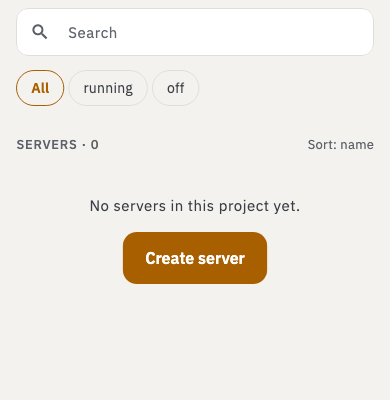 Search
All running off
SERVERS · 0 Sort: name
No servers in this project yet.
Create server